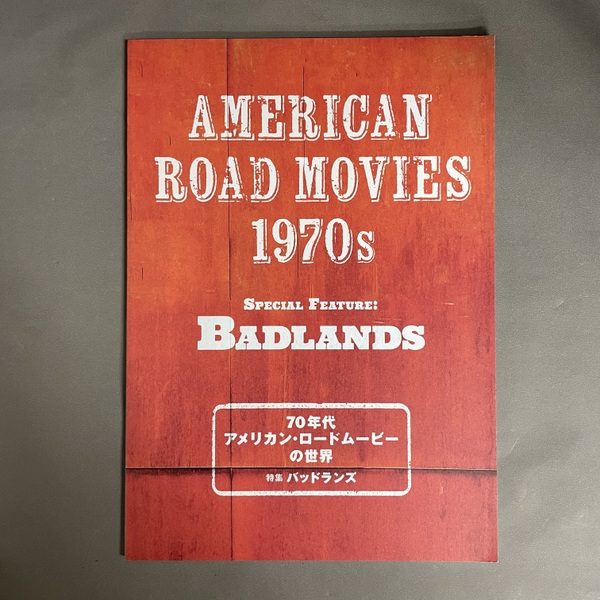 AMERICAN
ROAD MOVIES
1970s
SPECIAL FEATURE:
BADLANDS
70年代
アメリカン・ロードムービー
の世界
特集 バッドランズ